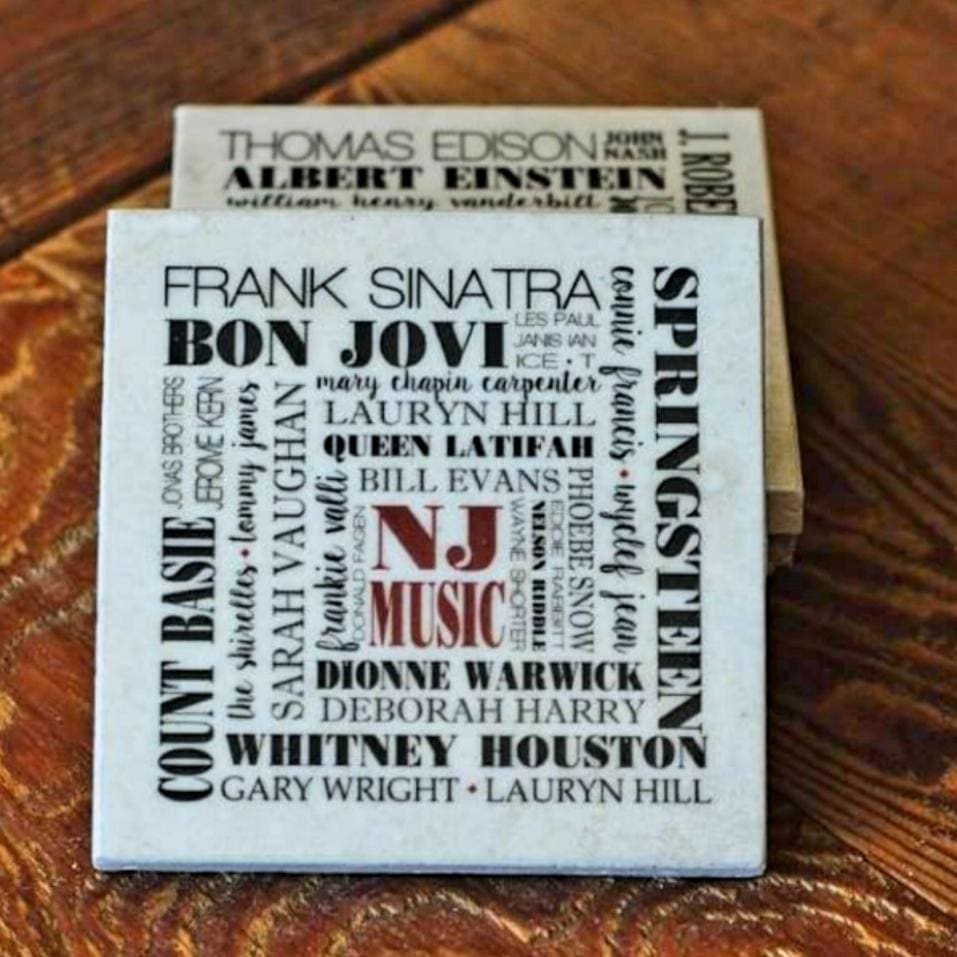 THOMAS EDISON
JOHN
NASH
J. ROBE
ALBERT EINSTEIN
william henry vanderbilt
FRANK SINATRA
BON JOVI
LES PAUL
JANIS IAN
ICE • T
connie francis • wyclef jean
SPRINGSTEEN
mary chapin carpenter
LAURYN HILL
QUEEN LATIFAH
BILL EVANS
JONAS BROTHERS
JEROME KERN
COUNT BASIE
the shirelles • tommy james
SARAH VAUGHAN
frankie valli
DONALD FAGEN
NJ
MUSIC
WAYNE SHORTER
NELSON RIDDLE
EDDIE RABBITT
PHOEBE SNOW
DIONNE WARWICK
DEBORAH HARRY
WHITNEY HOUSTON
GARY WRIGHT • LAURYN HILL